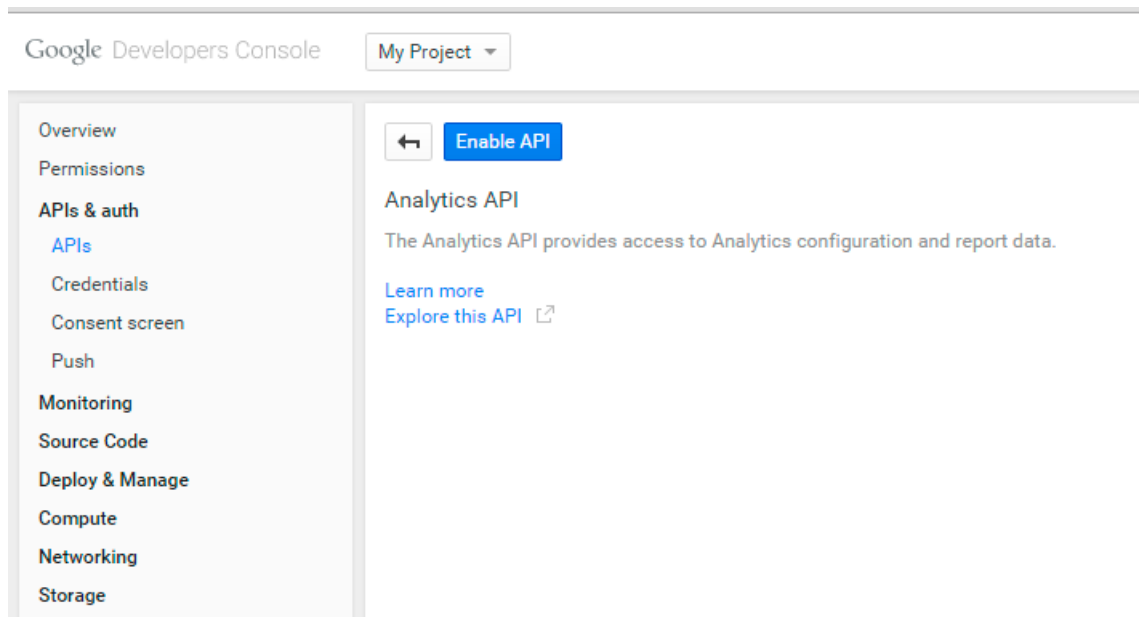 Google Developers Console
My Project
Overview
Permissions
APIs & auth
APIs
Credentials
Consent screen
Push
Monitoring
Source Code
Deploy & Manage
Compute
Networking
Storage
Enable API
Analytics API
The Analytics API provides access to Analytics configuration and report data.
Learn more
Explore this API